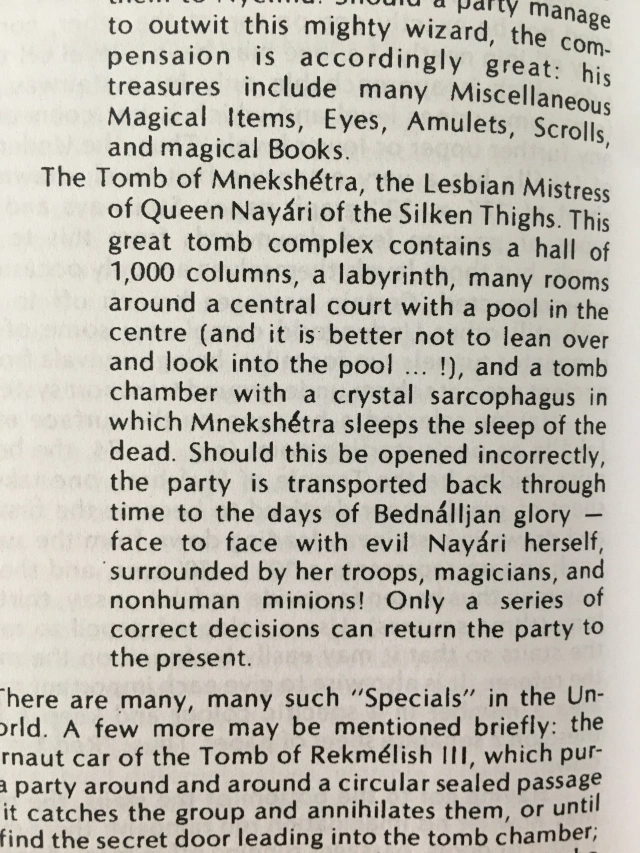 them to Nyelmu. Should a party manage
to outwit this mighty wizard, the com-
pensaion is accordingly great: his
treasures include many Miscellaneous
Magical Items, Eyes, Amulets, Scrolls,
and magical Books.
The Tomb of Mnekshétra, the Lesbian Mistress
of Queen Nayári of the Silken Thighs. This
great tomb complex contains a hall of
1,000 columns, a labyrinth, many rooms
around a central court with a pool in the
centre (and it is better not to lean over
and look into the pool ... !), and a tomb
chamber with a crystal sarcophagus in
which Mnekshétra sleeps the sleep of the
dead. Should this be opened incorrectly,
the party is transported back through
time to the days of Bednálljan glory —
face to face with evil Nayári herself,
surrounded by her troops, magicians, and
nonhuman minions! Only a series of
correct decisions can return the party to
the present.
There are many, many such "Specials" in the Un-
orld. A few more may be mentioned briefly: the
rnaut car of the Tomb of Rekmélish III, which pur-
a party around and around a circular sealed passage
it catches the group and annihilates them, or until
find the secret door leading into the tomb chamber;